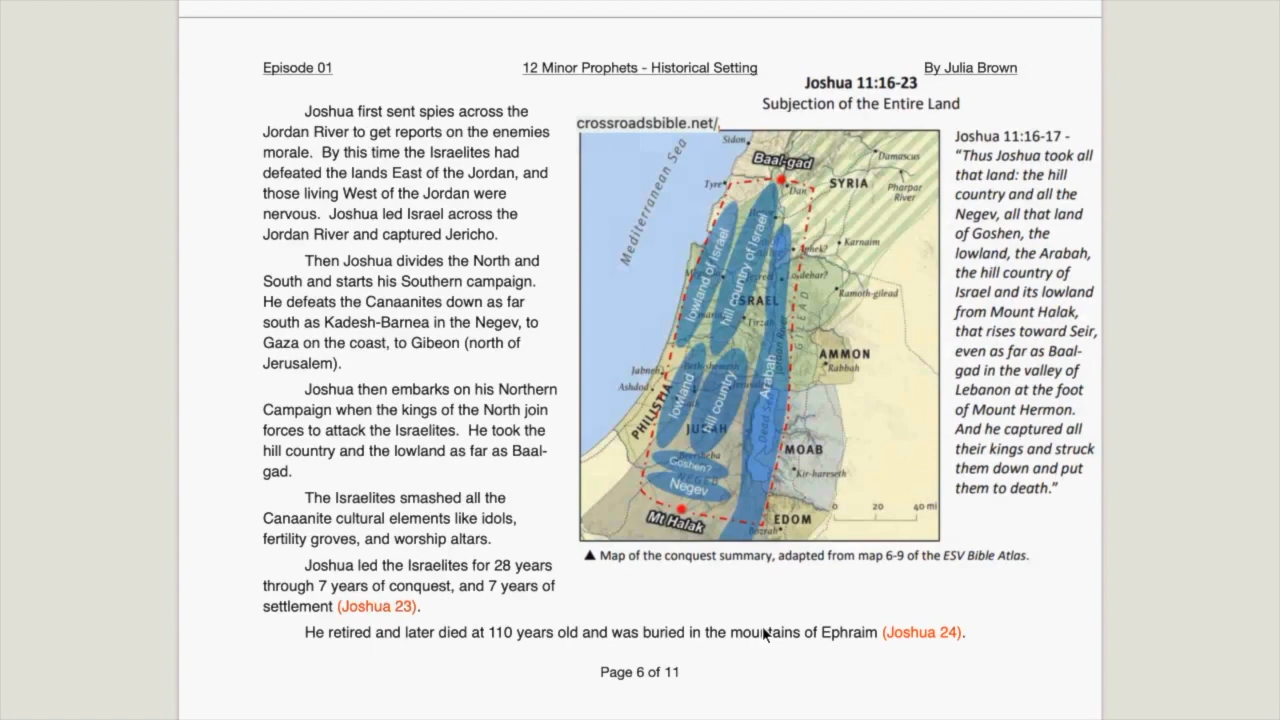 Episode 01
12 Minor Prophets - Historical Setting
By Julia Brown
Joshua first sent spies across the
Jordan River to get reports on the enemies
morale. By this time the Israelites had
defeated the lands East of the Jordan, and
those living West of the Jordan were
nervous. Joshua led Israel across the
Jordan River and captured Jericho.
Then Joshua divides the North and
South and starts his Southern campaign.
He defeats the Canaanites down as far
south as Kadesh-Barnea in the Negev, to
Gaza on the coast, to Gibeon (north of
Jerusalem).
Joshua then embarks on his Northern
Campaign when the kings of the North join
forces to attack the Israelites. He took the
hill country and the lowland as far as Baal-
gad.
The Israelites smashed all the
Canaanite cultural elements like idols,
fertility groves, and worship altars.
Joshua led the Israelites for 28 years
through 7 years of conquest, and 7 years of
settlement (Joshua 23).
He retired and later died at 110 years old and was buried in the mountains of Ephraim (Joshua 24).
Joshua 11:16-23
Subjection of the Entire Land
crossroadsbible.net/
Mediterranean Sea
Sidon
Baal-gad
Damascus
Tyre
Dan
SYRIA
Pharpar
River
Karnaim
Aphek?
Lo-debar?
Ramoth-gilead
lowland of Israel
hill country of Israel
ISRAEL
Tirzah
GILEAD
AMMON
Rabbah
Jabneh
Ashdod
PHILISTIA
lowland
hill country
Arabah
Dead Sea
JUDAH
MOAB
Beersheba
Kir-hareseth
Goshen?
Negev
Mt Halak
EDOM
Bozrah
0 20 40 mi
▲ Map of the conquest summary, adapted from map 6-9 of the ESV Bible Atlas.
Joshua 11:16-17 -
“Thus Joshua took all
that land: the hill
country and all the
Negev, all that land
of Goshen, the
lowland, the Arabah,
the hill country of
Israel and its lowland
from Mount Halak,
that rises toward Seir,
even as far as Baal-
gad in the valley of
Lebanon at the foot
of Mount Hermon.
And he captured all
their kings and struck
them down and put
them to death.”
Page 6 of 11